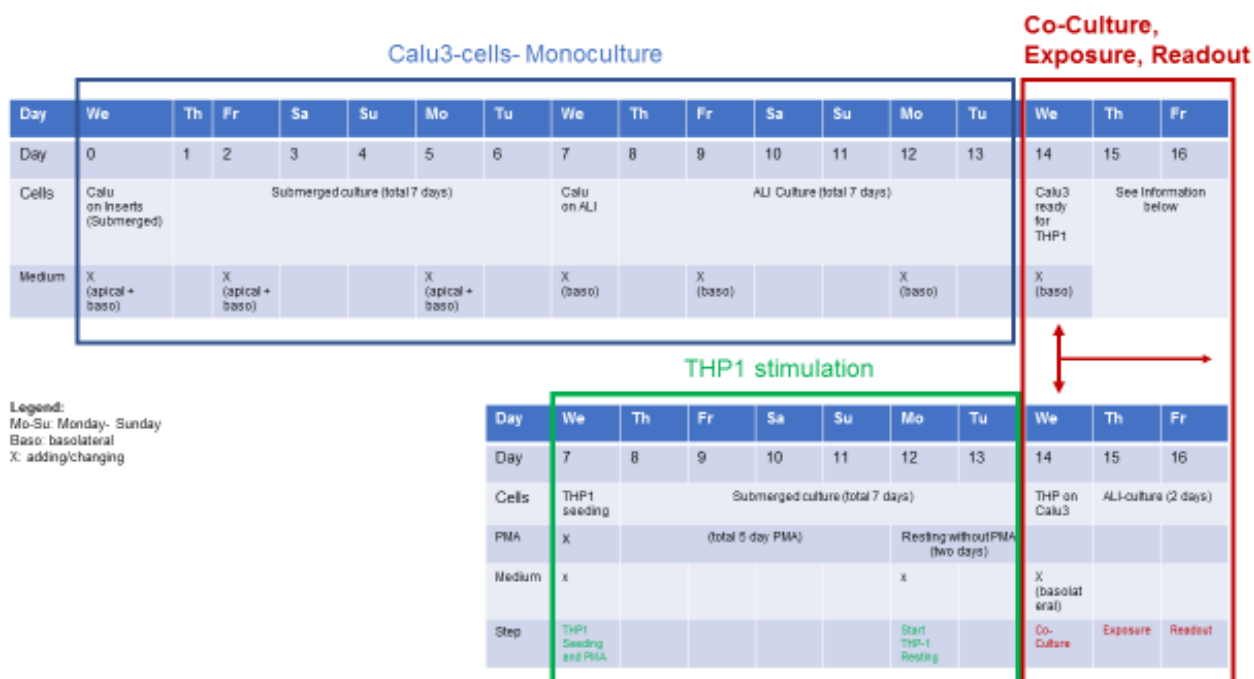 Co-Culture,
Exposure, Readout
Calu3-cells- Monoculture
Day We Th Fr Sa Su Mo Tu We Th Fr Sa Su Mo Tu We Th Fr
Day 0 1 2 3 4 5 6 7 8 9 10 11 12 13 14 15 16
Cells Calu on Inserts (Submerged) Submerged culture (total 7 days) Calu on ALI ALI Culture (total 7 days) Calu3 ready for THP1 See Information below
Medium X (apical + baso) X (apical + baso) X (apical + baso) X (baso) X (baso) X (baso) X (baso)
THP1 stimulation
Legend:
Mo-Su: Monday- Sunday
Baso: basolateral
X: adding/changing
Day We Th Fr Sa Su Mo Tu We Th Fr
Day 7 8 9 10 11 12 13 14 15 16
Cells THP1 seeding Submerged culture (total 7 days) THP on Calu3 ALI-culture (2 days)
PMA x (total 5 day PMA) Resting without PMA (two days)
Medium x x X (basolateral)
Step THP1 Seeding and PMA Start THP-1 Resting Co-Culture Exposure Readout